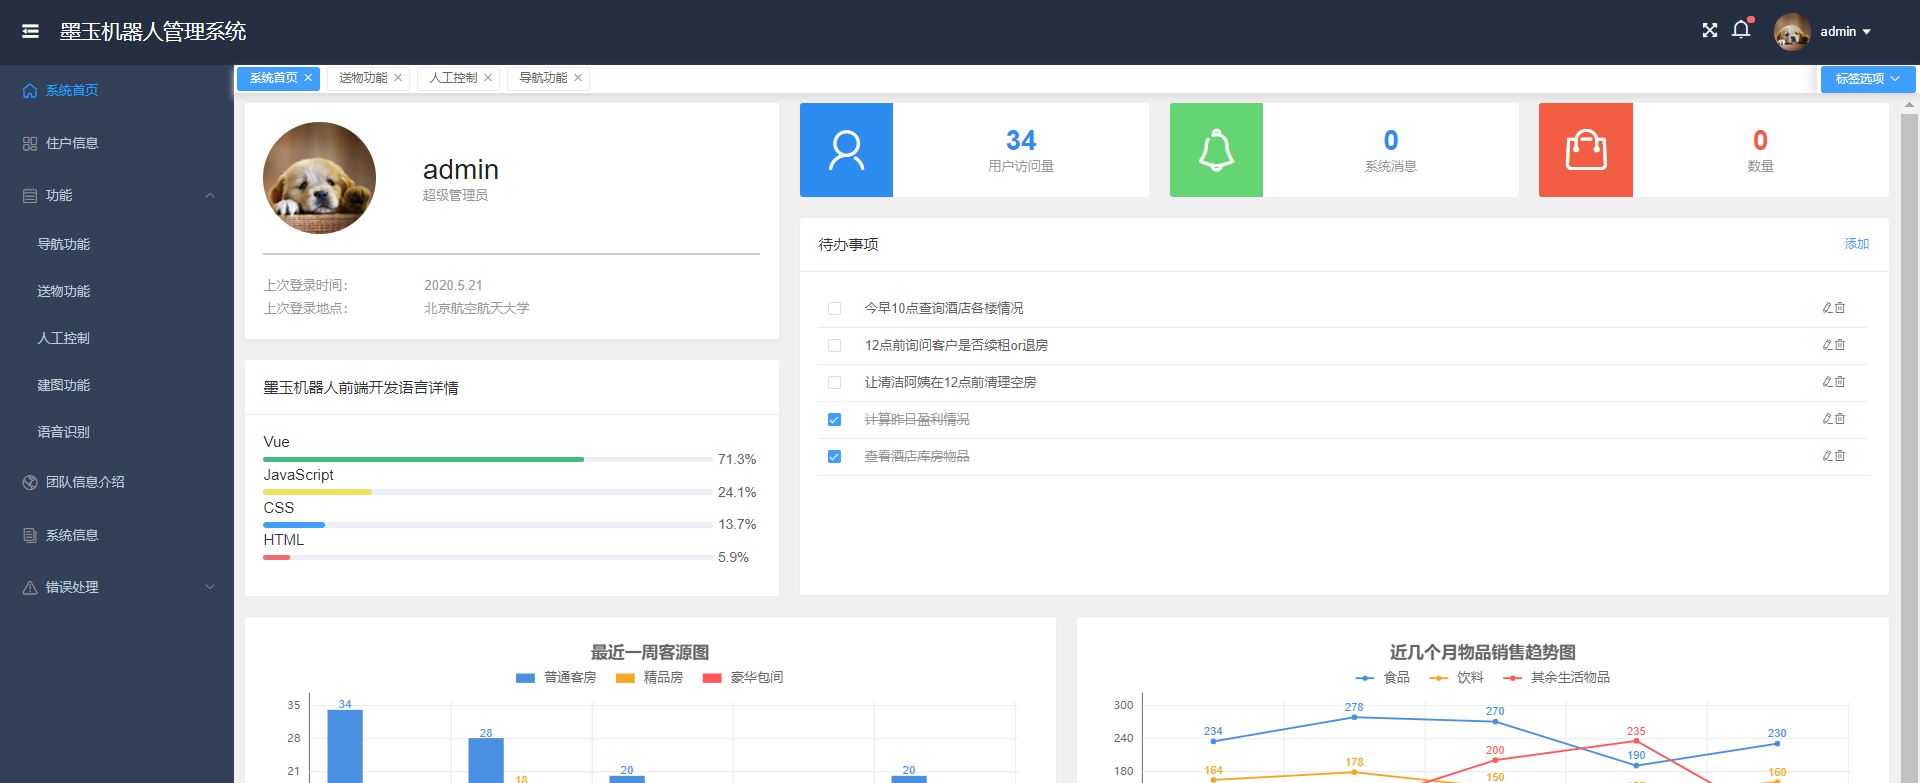 墨玉机器人管理系统
admin
系统首页
住户信息
功能
导航功能
送物功能
人工控制
建图功能
语音识别
团队信息介绍
系统信息
错误处理
系统首页 送物功能 人工控制 导航功能 标签选项
admin
超级管理员
上次登录时间： 2020.5.21
上次登录地点： 北京航空航天大学
墨玉机器人前端开发语言详情
Vue
71.3%
JavaScript
24.1%
CSS
13.7%
HTML
5.9%
34
用户访问量
0
系统消息
0
数量
待办事项 添加
今早10点查询酒店各楼情况
12点前询问客户是否续租or退房
让清洁阿姨在12点前清理空房
计算昨日盈利情况
查看酒店库房物品
最近一周客源图
普通客房 精品房 豪华包间
35
28
21
34
28
18
20
20
近几个月物品销售趋势图
食品 饮料 其余生活物品
300
240
180
234
278
270
190
230
164
178
150
160
200
235